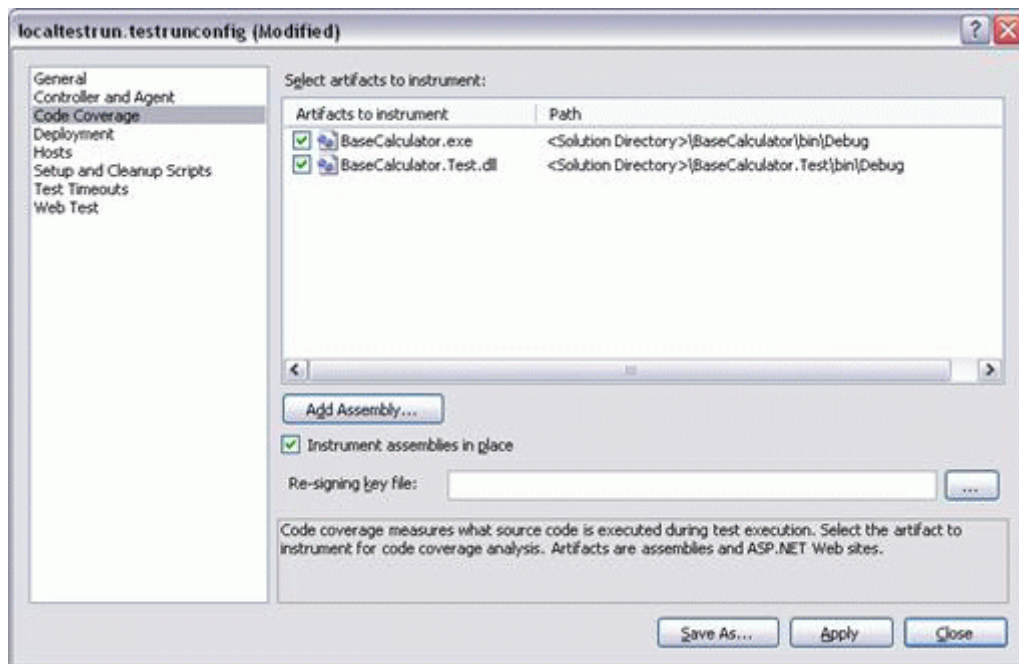 localtestrun.testrunconfig (Modified)
General
Controller and Agent
Code Coverage
Deployment
Hosts
Setup and Cleanup Scripts
Test Timeouts
Web Test
Select artifacts to instrument:
Artifacts to instrument Path
BaseCalculator.exe <Solution Directory>\BaseCalculator\bin\Debug
BaseCalculator.Test.dll <Solution Directory>\BaseCalculator.Test\bin\Debug
Add Assembly...
Instrument assemblies in place
Re-signing key file:
...
Code coverage measures what source code is executed during test execution. Select the artifact to
instrument for code coverage analysis. Artifacts are assemblies and ASP.NET Web sites.
Save As... Apply Close